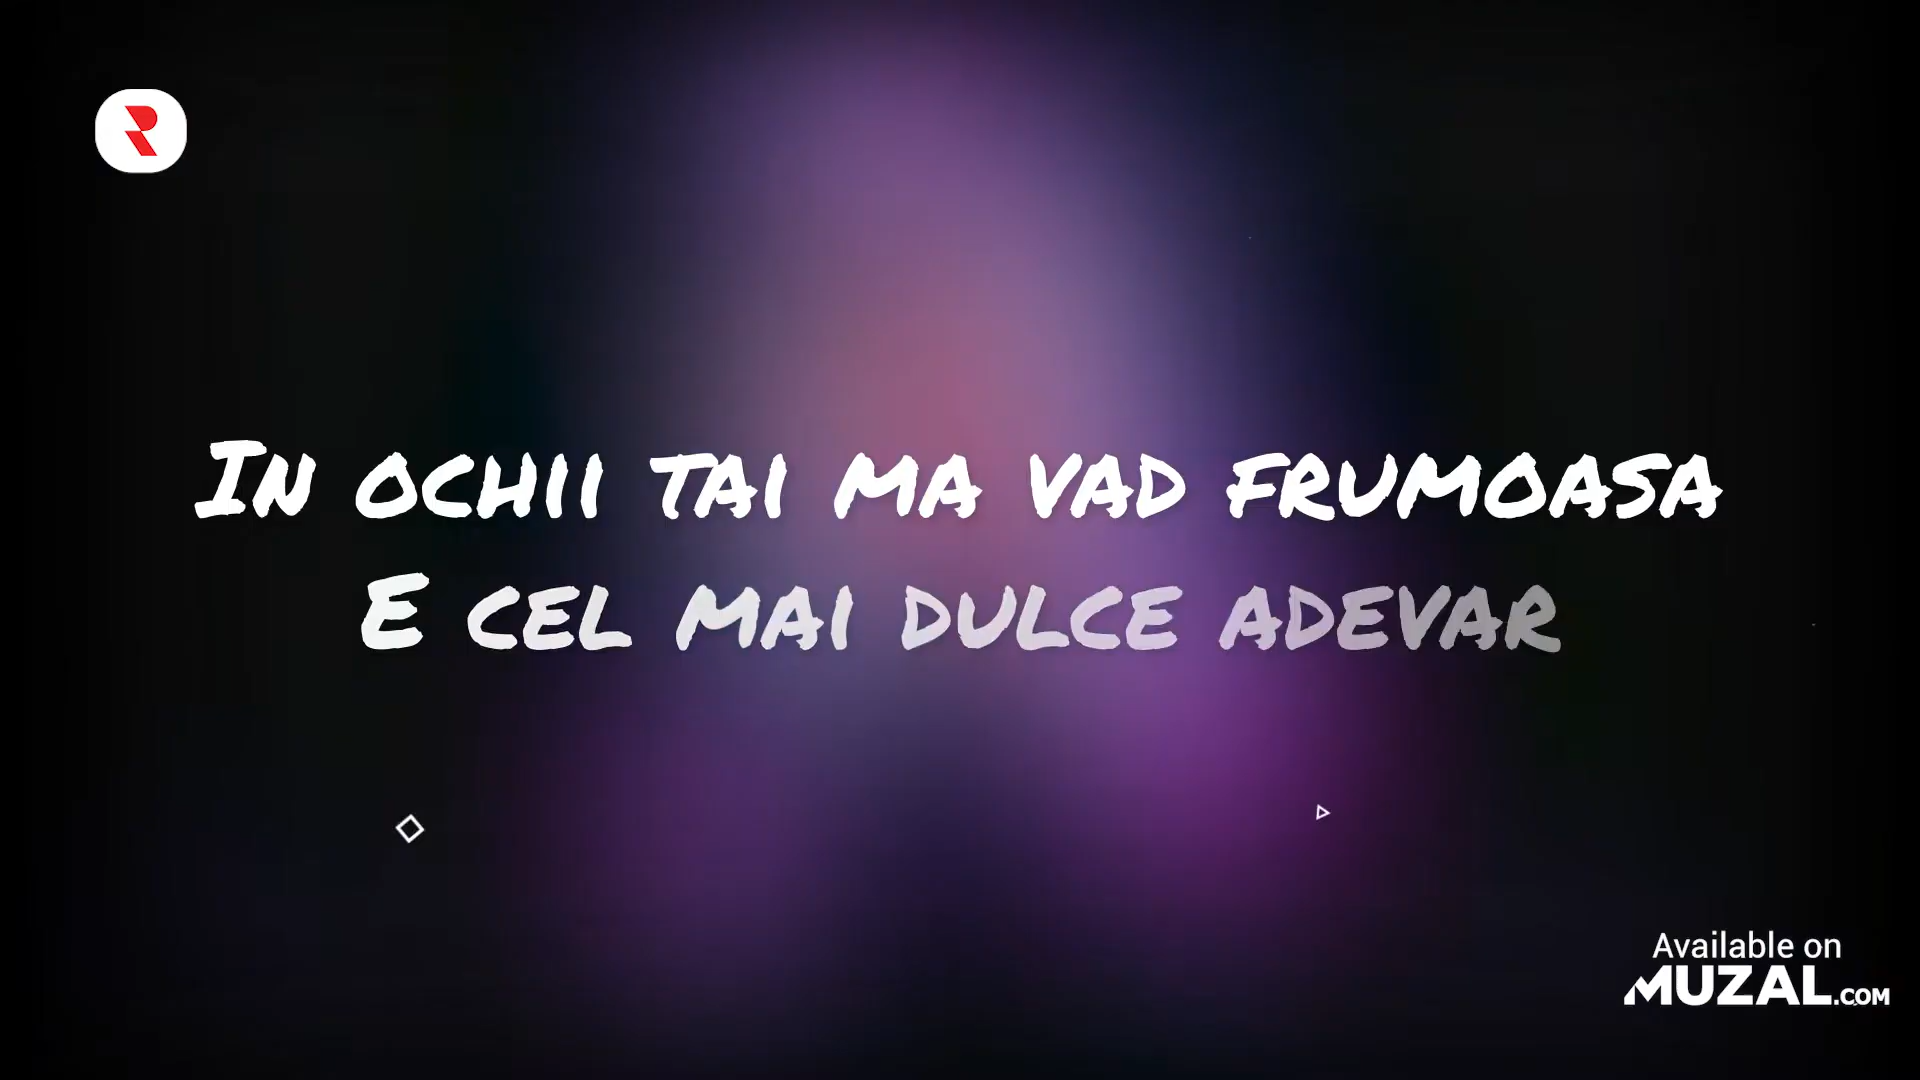 In ochii tai ma vad frumoasa
E cel mai dulce adevar
Available on
MUZAL.COM